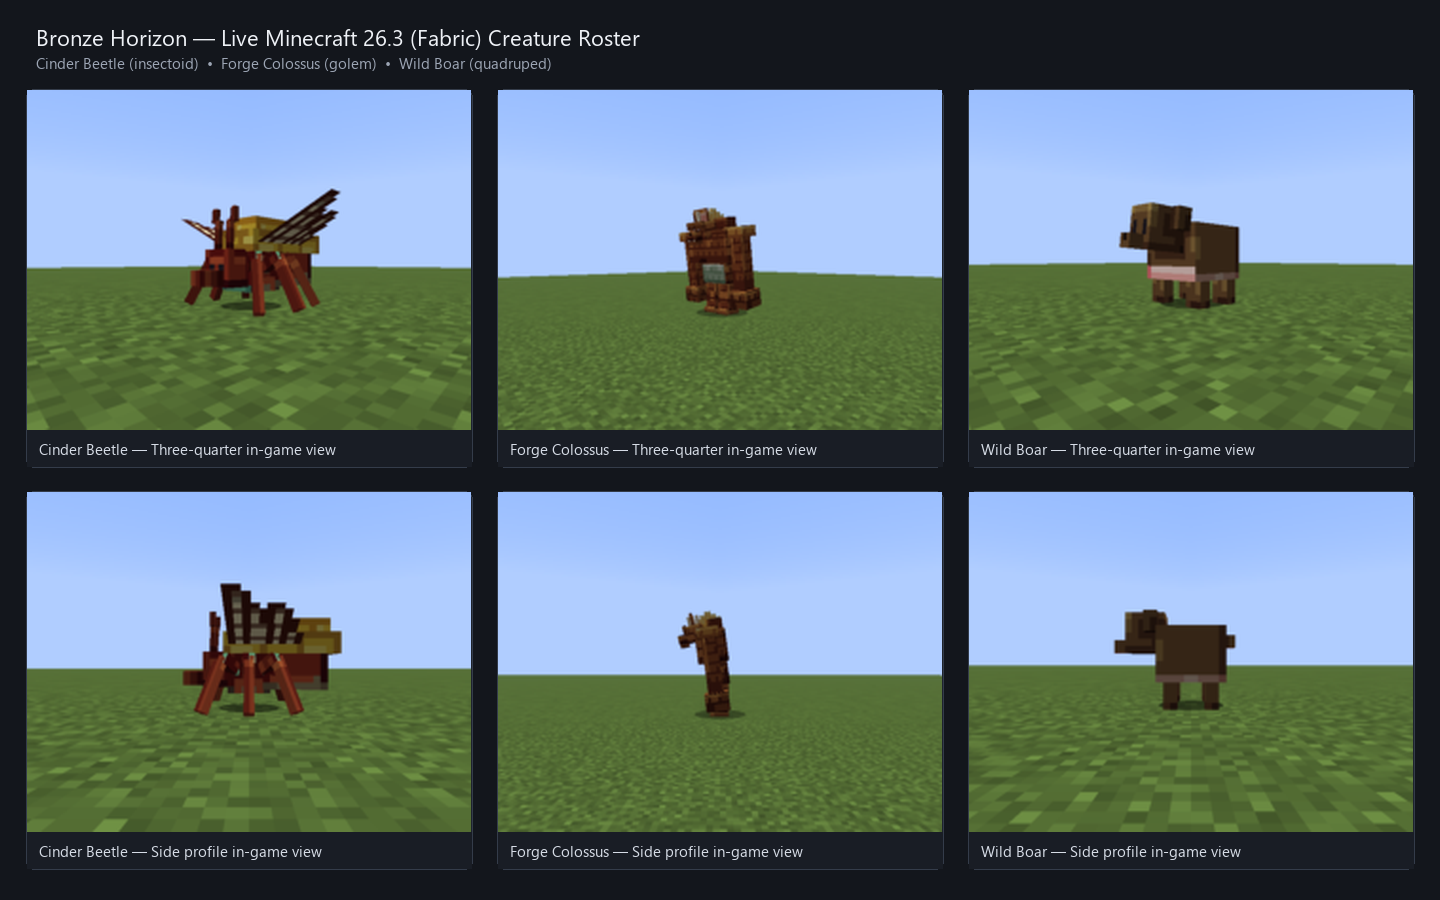 Bronze Horizon — Live Minecraft 26.3 (Fabric) Creature Roster
Cinder Beetle (insectoid) • Forge Colossus (golem) • Wild Boar (quadruped)
Cinder Beetle — Three-quarter in-game view
Forge Colossus — Three-quarter in-game view
Wild Boar — Three-quarter in-game view
Cinder Beetle — Side profile in-game view
Forge Colossus — Side profile in-game view
Wild Boar — Side profile in-game view